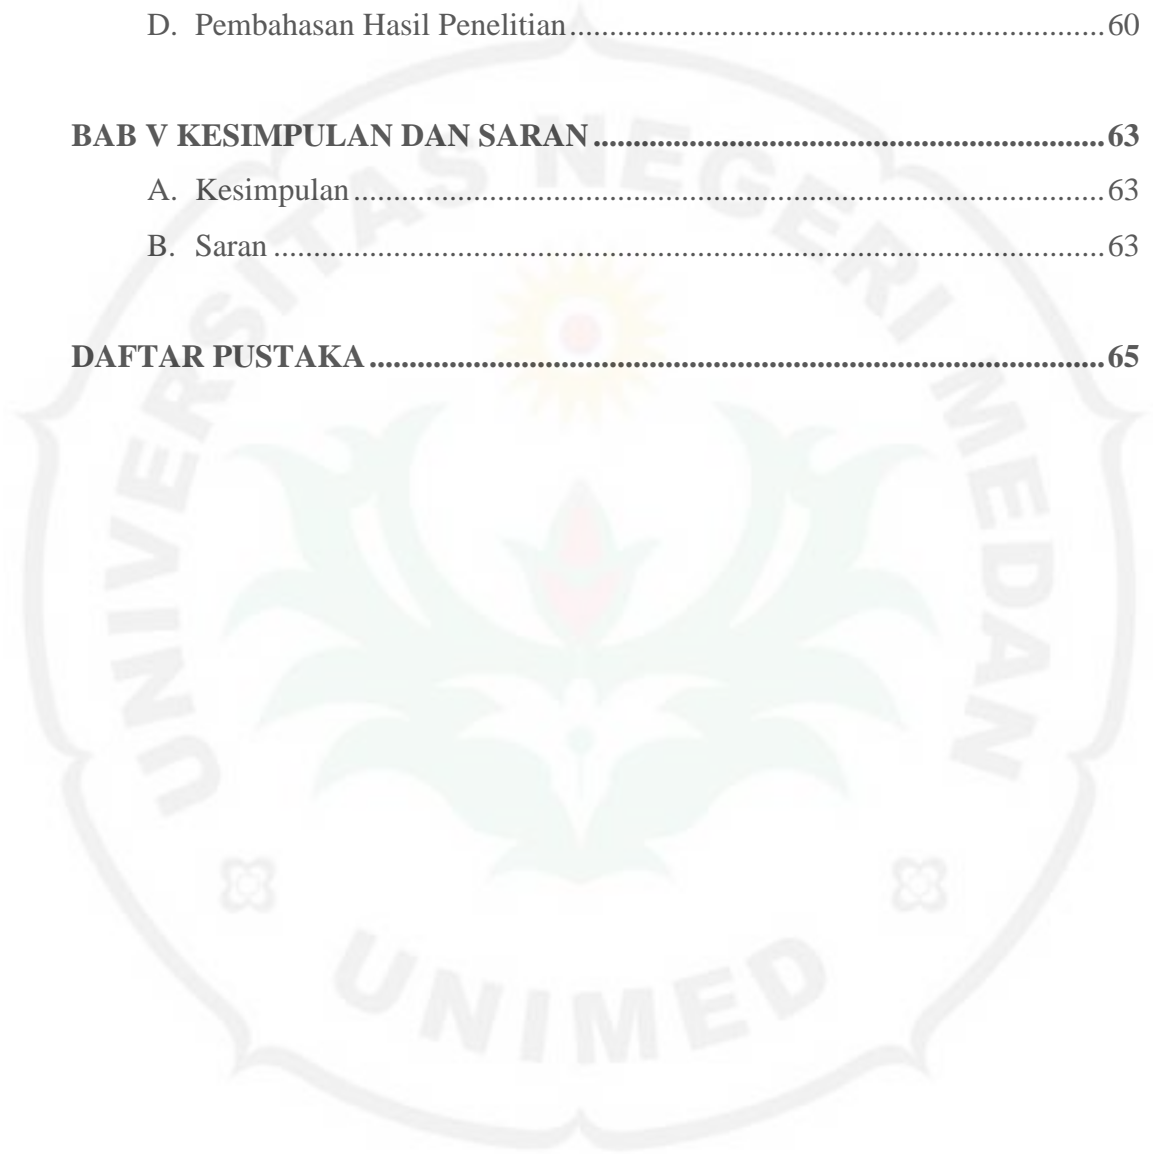 D. Pembahasan Hasil Penelitian ........................................................................ 60
BAB V KESIMPULAN DAN SARAN ................................................................ 63
A. Kesimpulan ................................................................................................ 63
B. Saran ........................................................................................................... 63
DAFTAR PUSTAKA ............................................................................................ 65
UNIVERSITAS NEGERI MEDAN
UNIMED